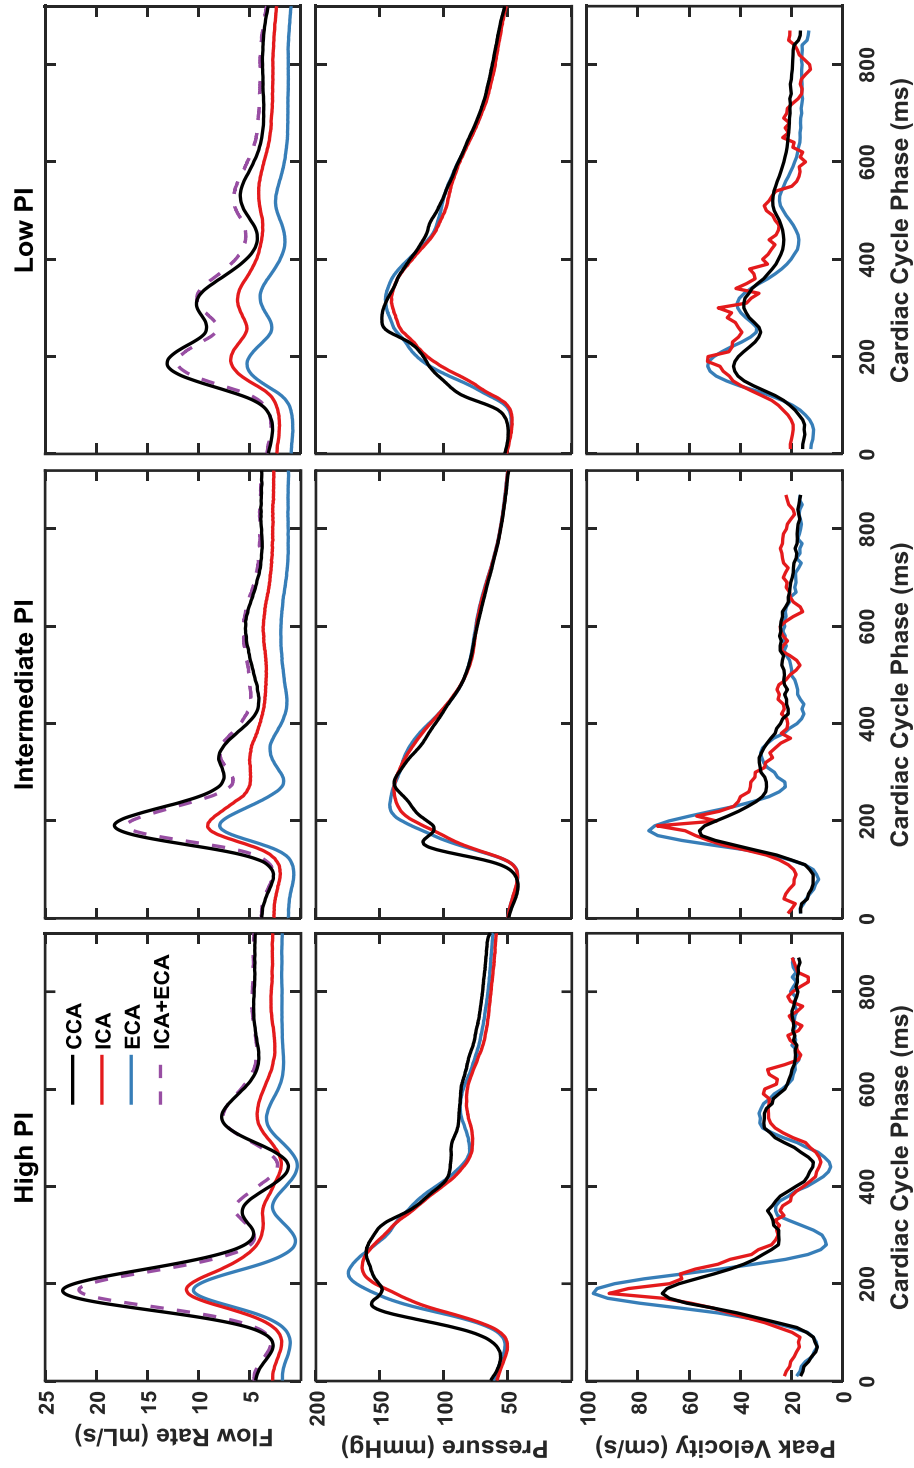 High PI
Intermediate PI
Low PI
Flow Rate (mL/s)
25
20
15
10
5
CCA
ICA
ECA
ICA+ECA
Pressure (mmHg)
200
150
100
50
Peak Velocity (cm/s)
100
80
60
40
20
0
0 200 400 600 800
0 200 400 600 800
0 200 400 600 800
Cardiac Cycle Phase (ms)
Cardiac Cycle Phase (ms)
Cardiac Cycle Phase (ms)